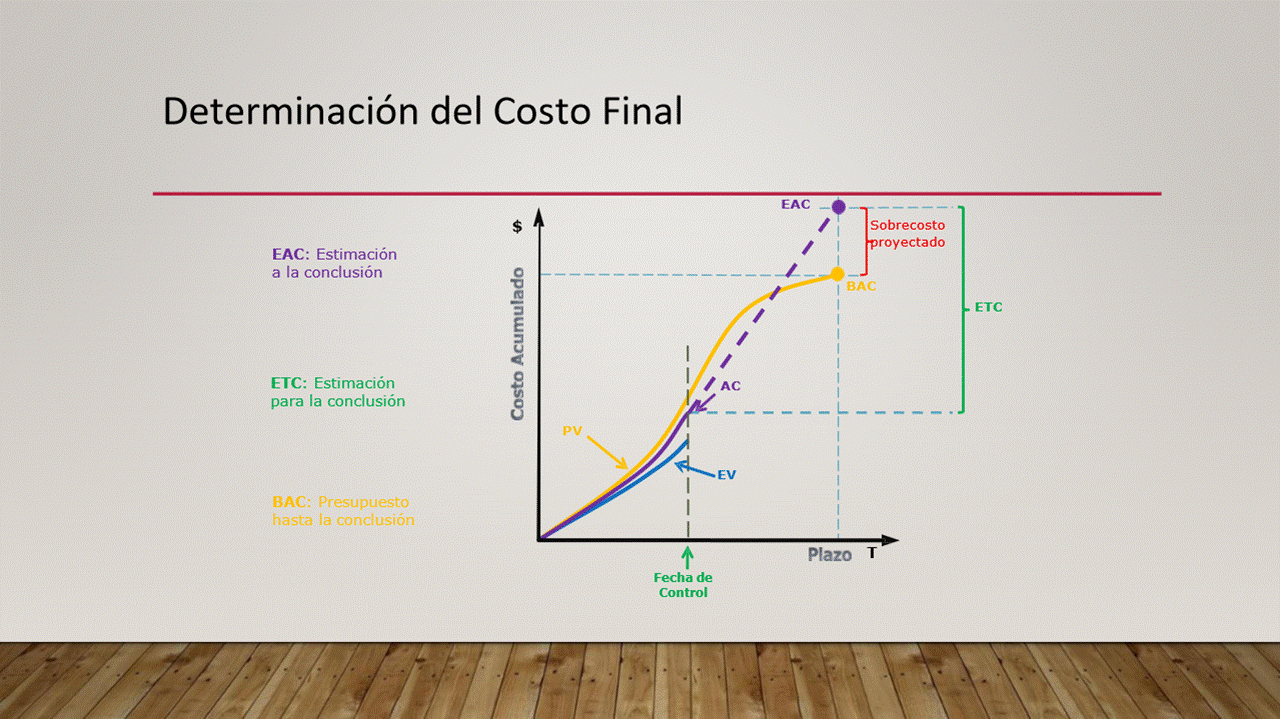 Determinación del Costo Final
EAC: Estimación
a la conclusión
ETC: Estimación
para la conclusión
BAC: Presupuesto
hasta la conclusión
$
Costo Acumulado
EAC
Sobrecosto
proyectado
BAC
ETC
AC
PV
EV
Plazo
T
Fecha de
Control